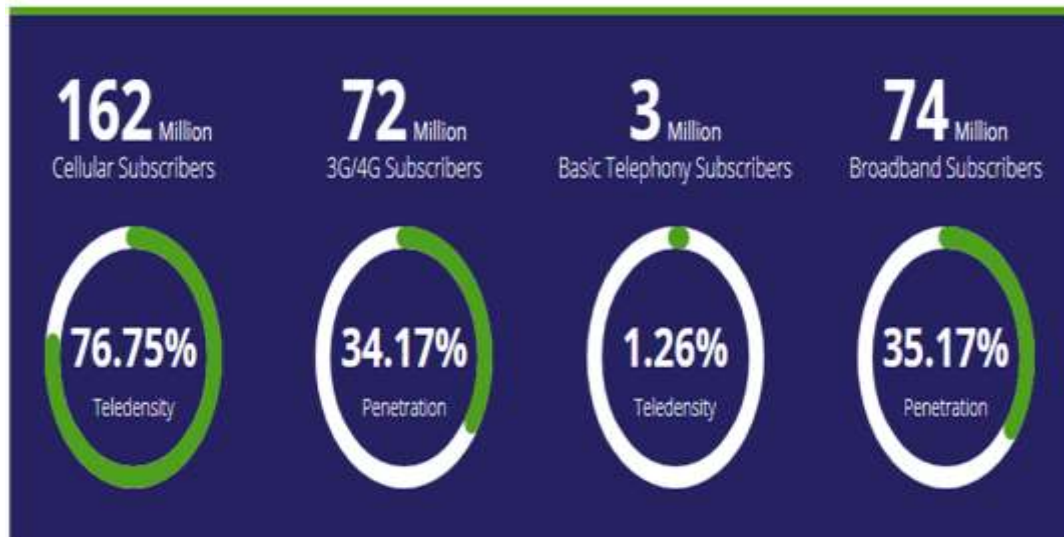 162 Million
Cellular Subscribers
76.75%
Teledensity
72 Million
3G/4G Subscribers
34.17%
Penetration
3 Million
Basic Telephony Subscribers
1.26%
Teledensity
74 Million
Broadband Subscribers
35.17%
Penetration